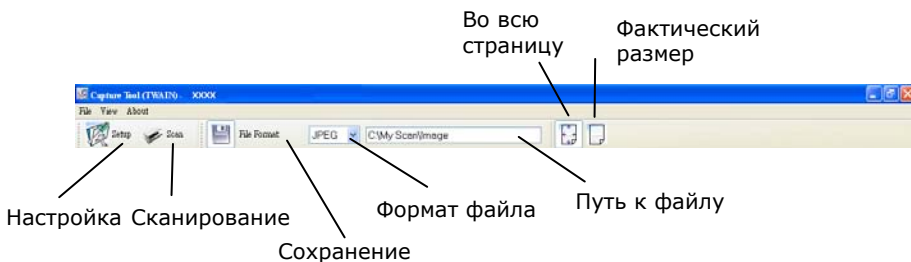 Во всю
страницу
Фактический
размер
Capture Tool (TWAIN) - XXXX
File View About
Setup Scan File Format: JPEG C:\My Scan\Image
Настройка Сканирование
Формат файла
Путь к файлу
Сохранение